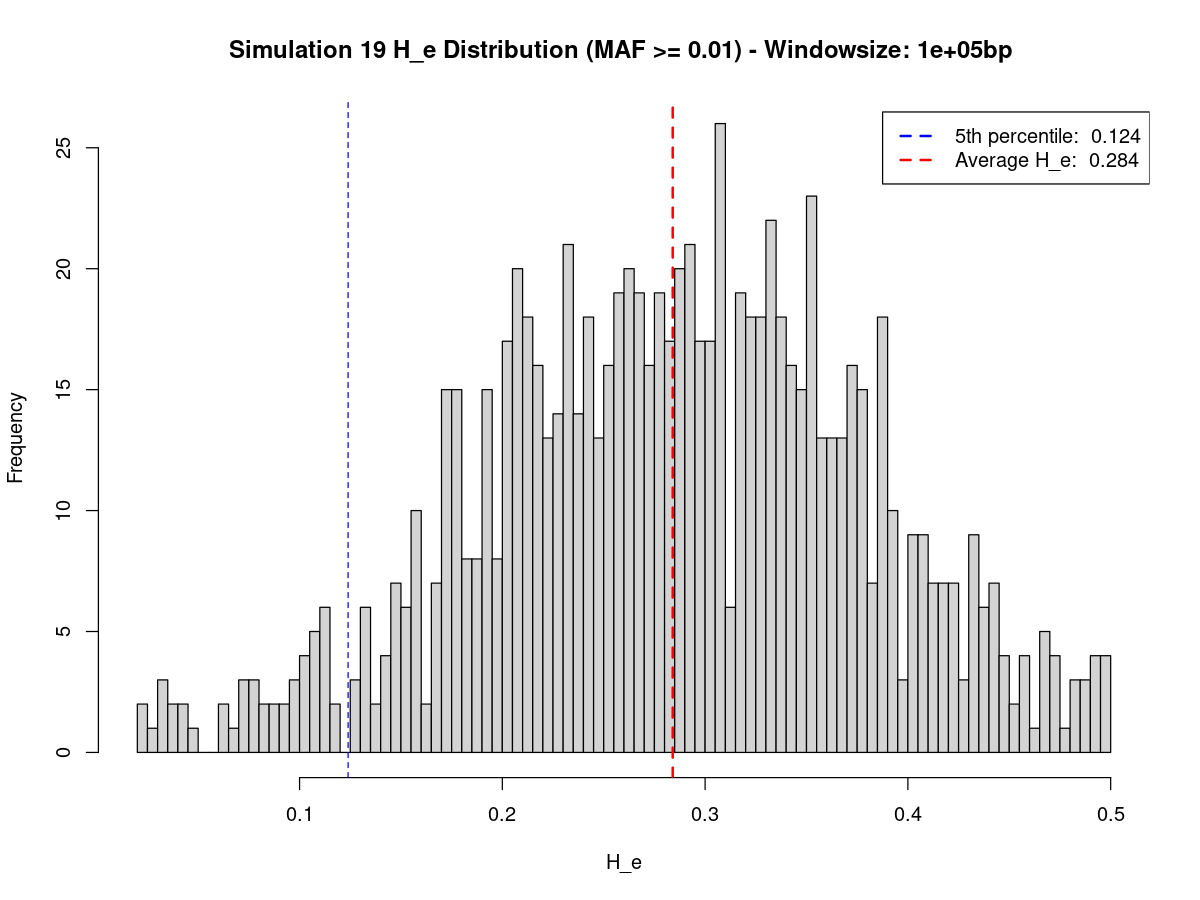 Simulation 19 H_e Distribution (MAF >= 0.01) - Windowsize: 1e+05bp
5th percentile: 0.124
Average H_e: 0.284
Frequency
25
20
15
10
5
0
0.1 0.2 0.3 0.4 0.5
H_e